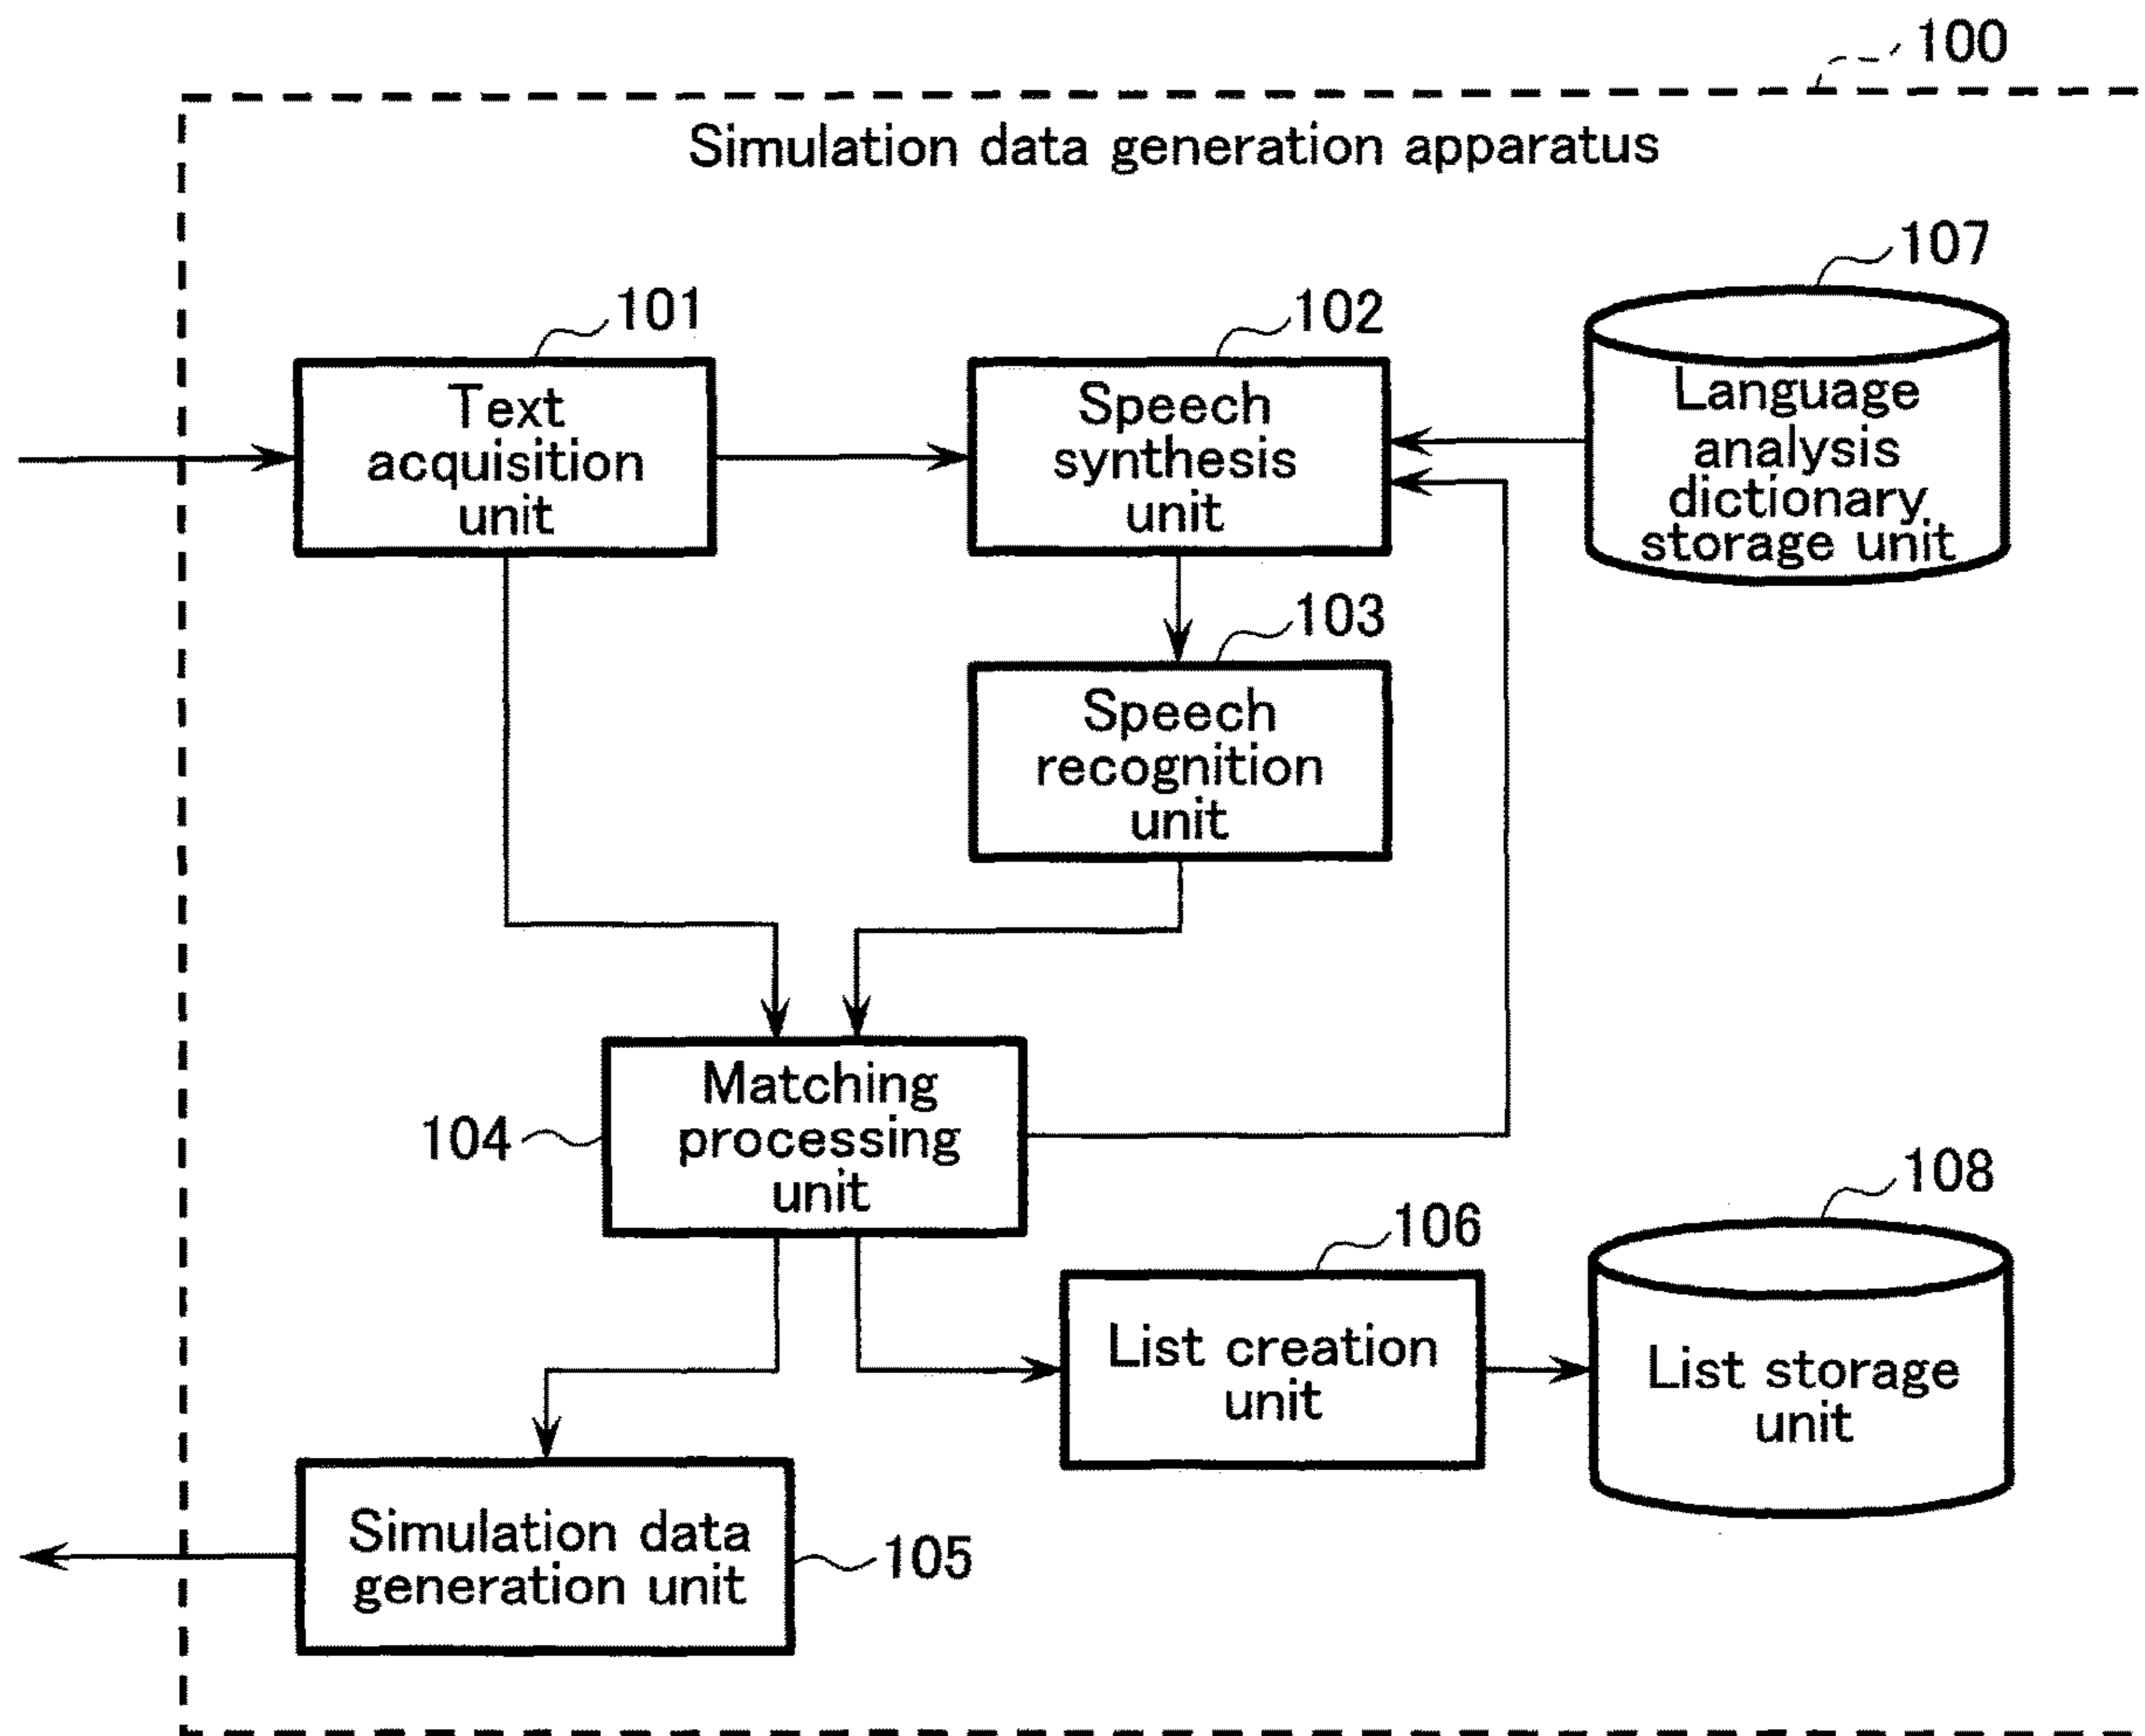 100
Simulation data generation apparatus
107
101
102
Text
acquisition
unit
Speech
synthesis
unit
Language
analysis
dictionary
storage unit
103
Speech
recognition
unit
104
Matching
processing
unit
108
106
List creation
unit
List storage
unit
Simulation data
generation unit
105